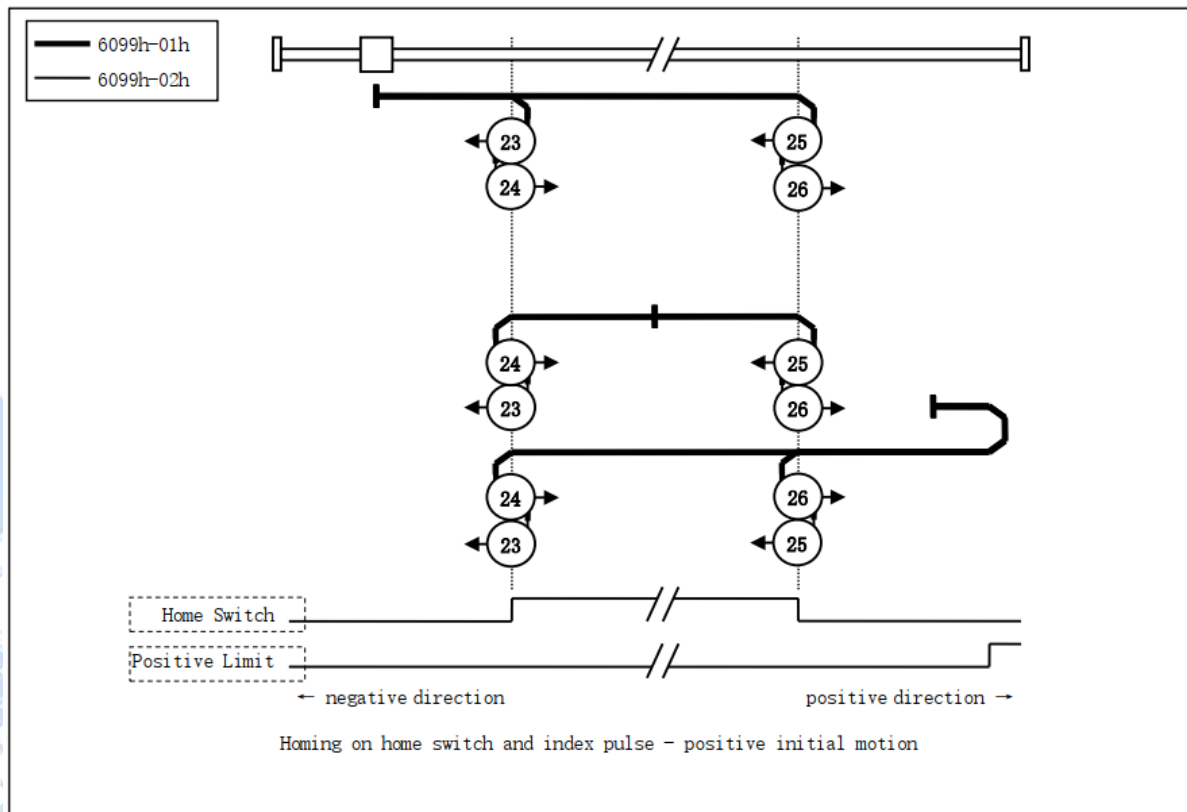 6099h-01h
6099h-02h
23 25
24 26
24 25
23 26
24 26
23 25
Home Switch
Positive Limit
← negative direction positive direction →
Homing on home switch and index pulse - positive initial motion